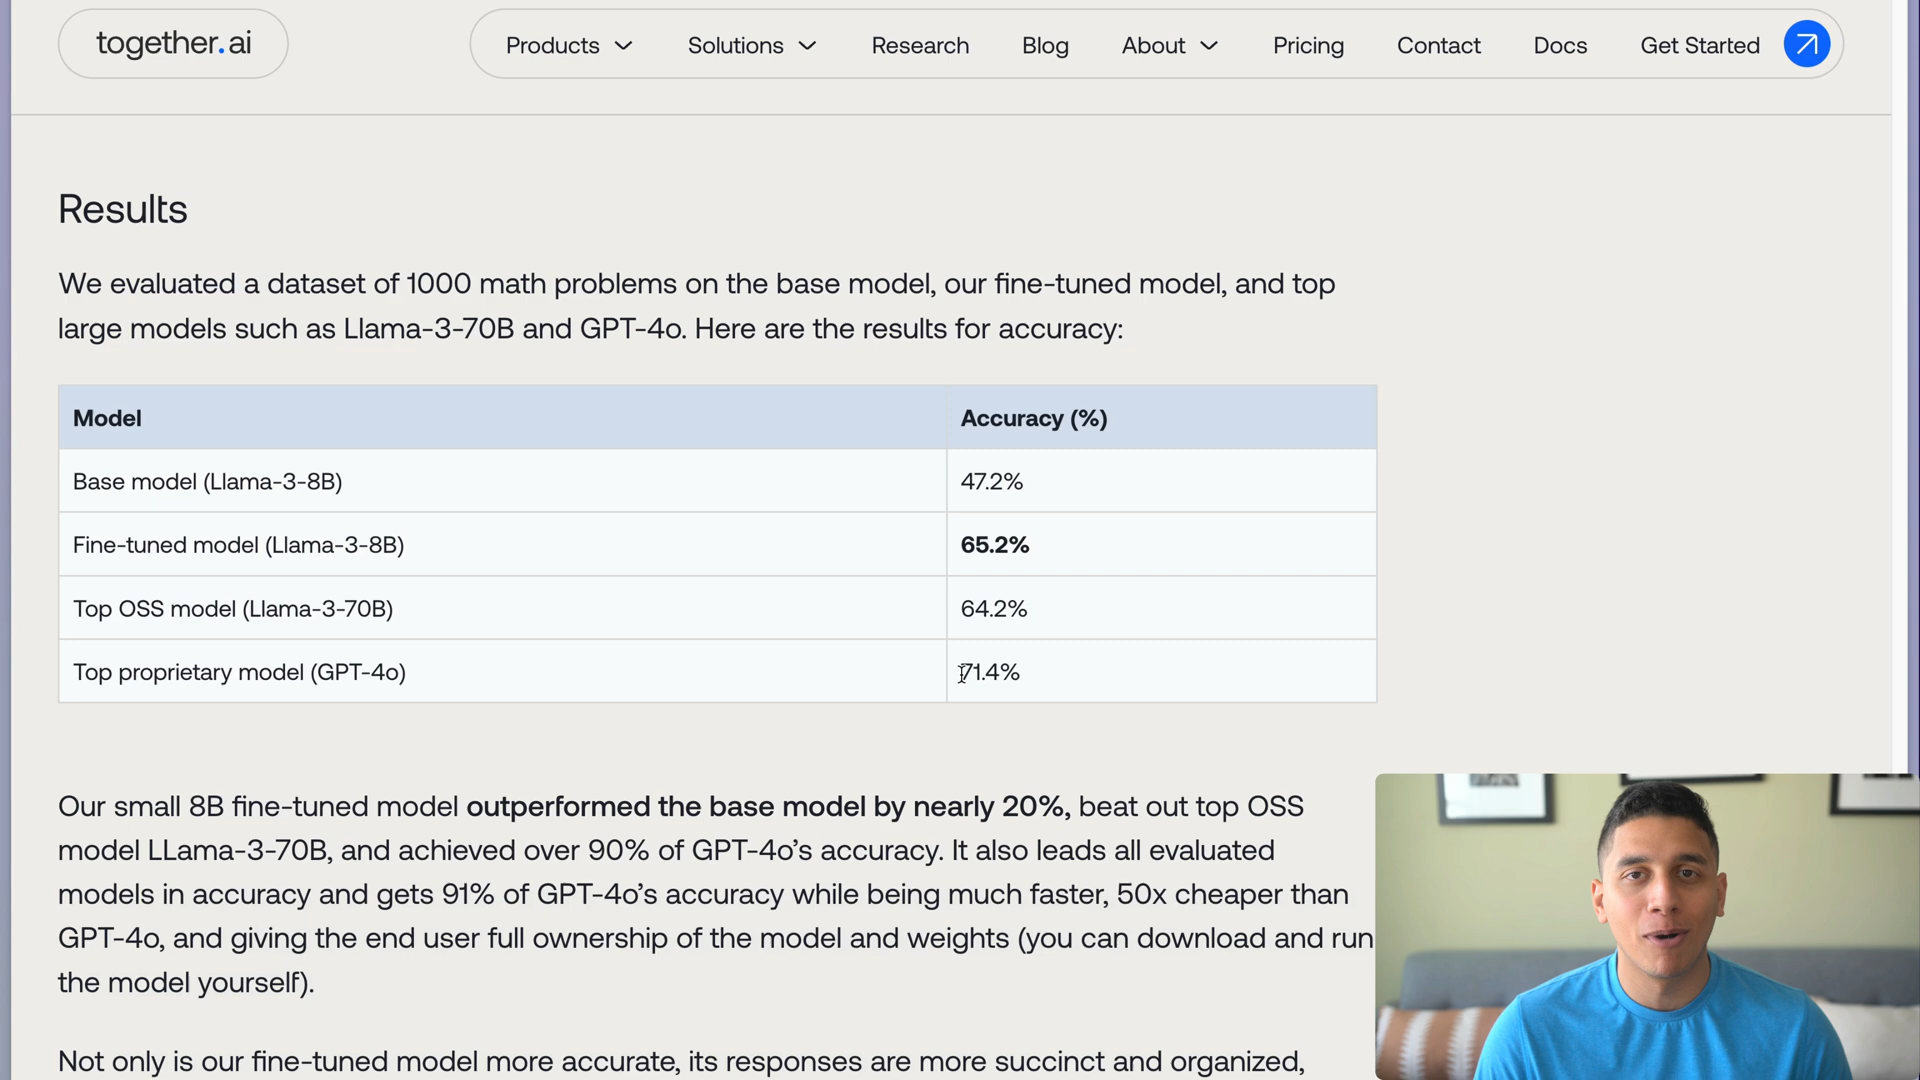 together.ai
Products
Solutions
Research
Blog
About
Pricing
Contact
Docs
Get Started
Results
We evaluated a dataset of 1000 math problems on the base model, our fine-tuned model, and top
large models such as Llama-3-70B and GPT-4o. Here are the results for accuracy:
Model Accuracy (%)
Base model (Llama-3-8B) 47.2%
Fine-tuned model (Llama-3-8B) 65.2%
Top OSS model (Llama-3-70B) 64.2%
Top proprietary model (GPT-4o) 71.4%
Our small 8B fine-tuned model outperformed the base model by nearly 20%, beat out top OSS
model LLama-3-70B, and achieved over 90% of GPT-4o’s accuracy. It also leads all evaluated
models in accuracy and gets 91% of GPT-4o’s accuracy while being much faster, 50x cheaper than
GPT-4o, and giving the end user full ownership of the model and weights (you can download and run
the model yourself).
Not only is our fine-tuned model more accurate, its responses are more succinct and organized,